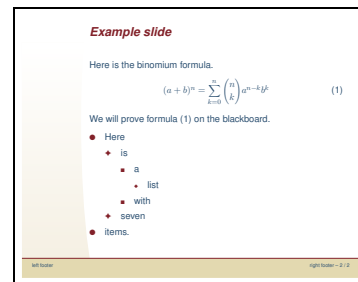 Example slide
Here is the binomium formula.
(a + b)^n = \sum_{k=0}^{n} \binom{n}{k} a^{n-k} b^k (1)
We will prove formula (1) on the blackboard.
● Here
✦ is
■ a
• list
■ with
✦ seven
● items.
left footer right footer – 2 / 2